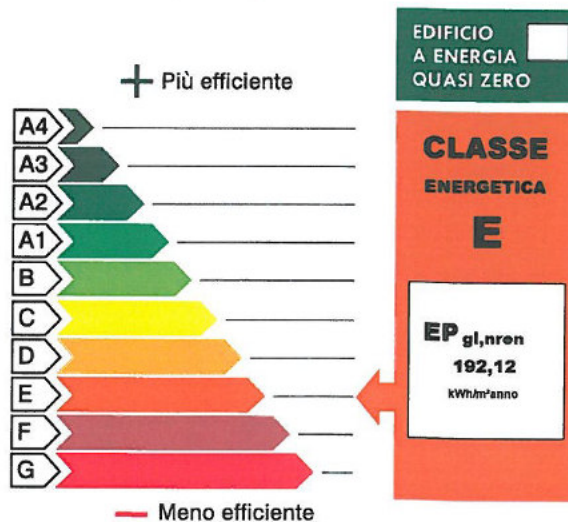 EDIFICIO
A ENERGIA
QUASI ZERO
+ Più efficiente
A4
A3
A2
A1
B
C
D
E
F
G
— Meno efficiente
CLASSE
ENERGETICA
E
EP gl,nren
192,12
kWh/m²anno